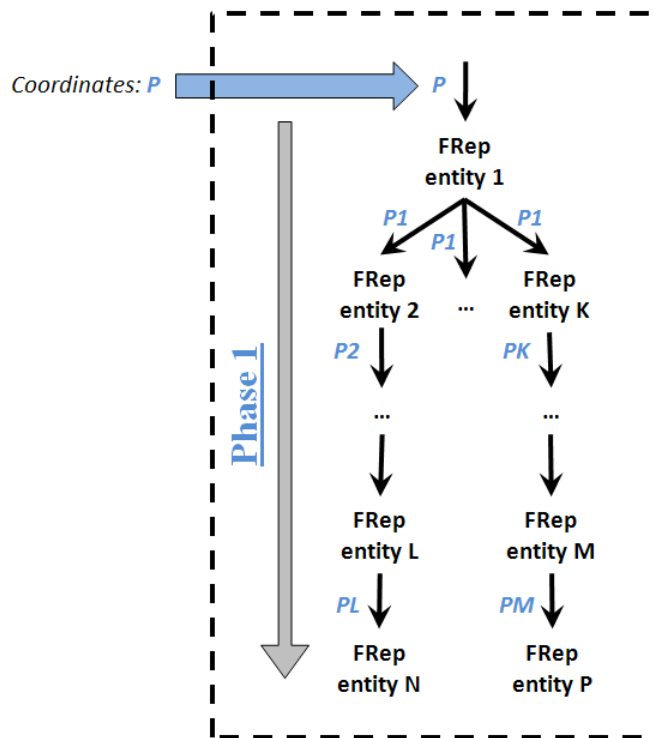 Coordinates: P
P
FRep
entity 1
P1
P1
P1
FRep
entity 2
...
FRep
entity K
P2
PK
...
...
Phase 1
FRep
entity L
FRep
entity M
PL
PM
FRep
entity N
FRep
entity P